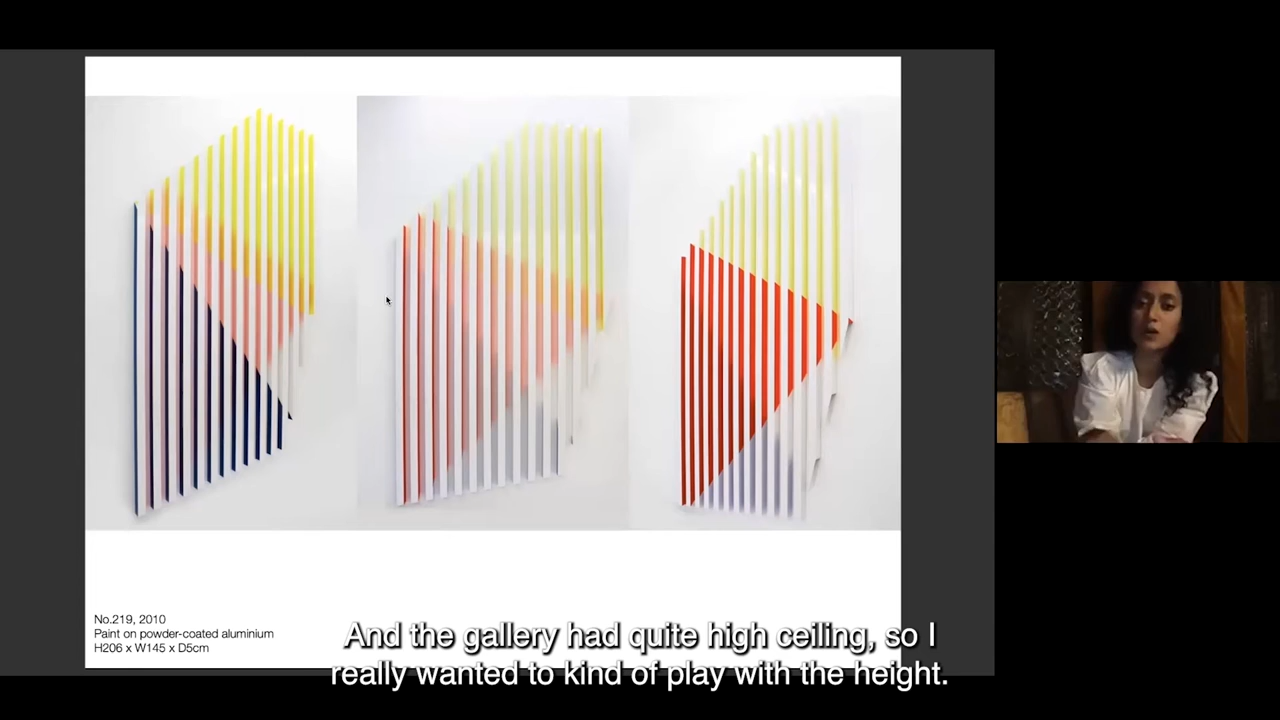 No.219, 2010
Paint on powder-coated aluminium
H206 x W145 x D5cm
And the gallery had quite high ceiling, so I
really wanted to kind of play with the height.